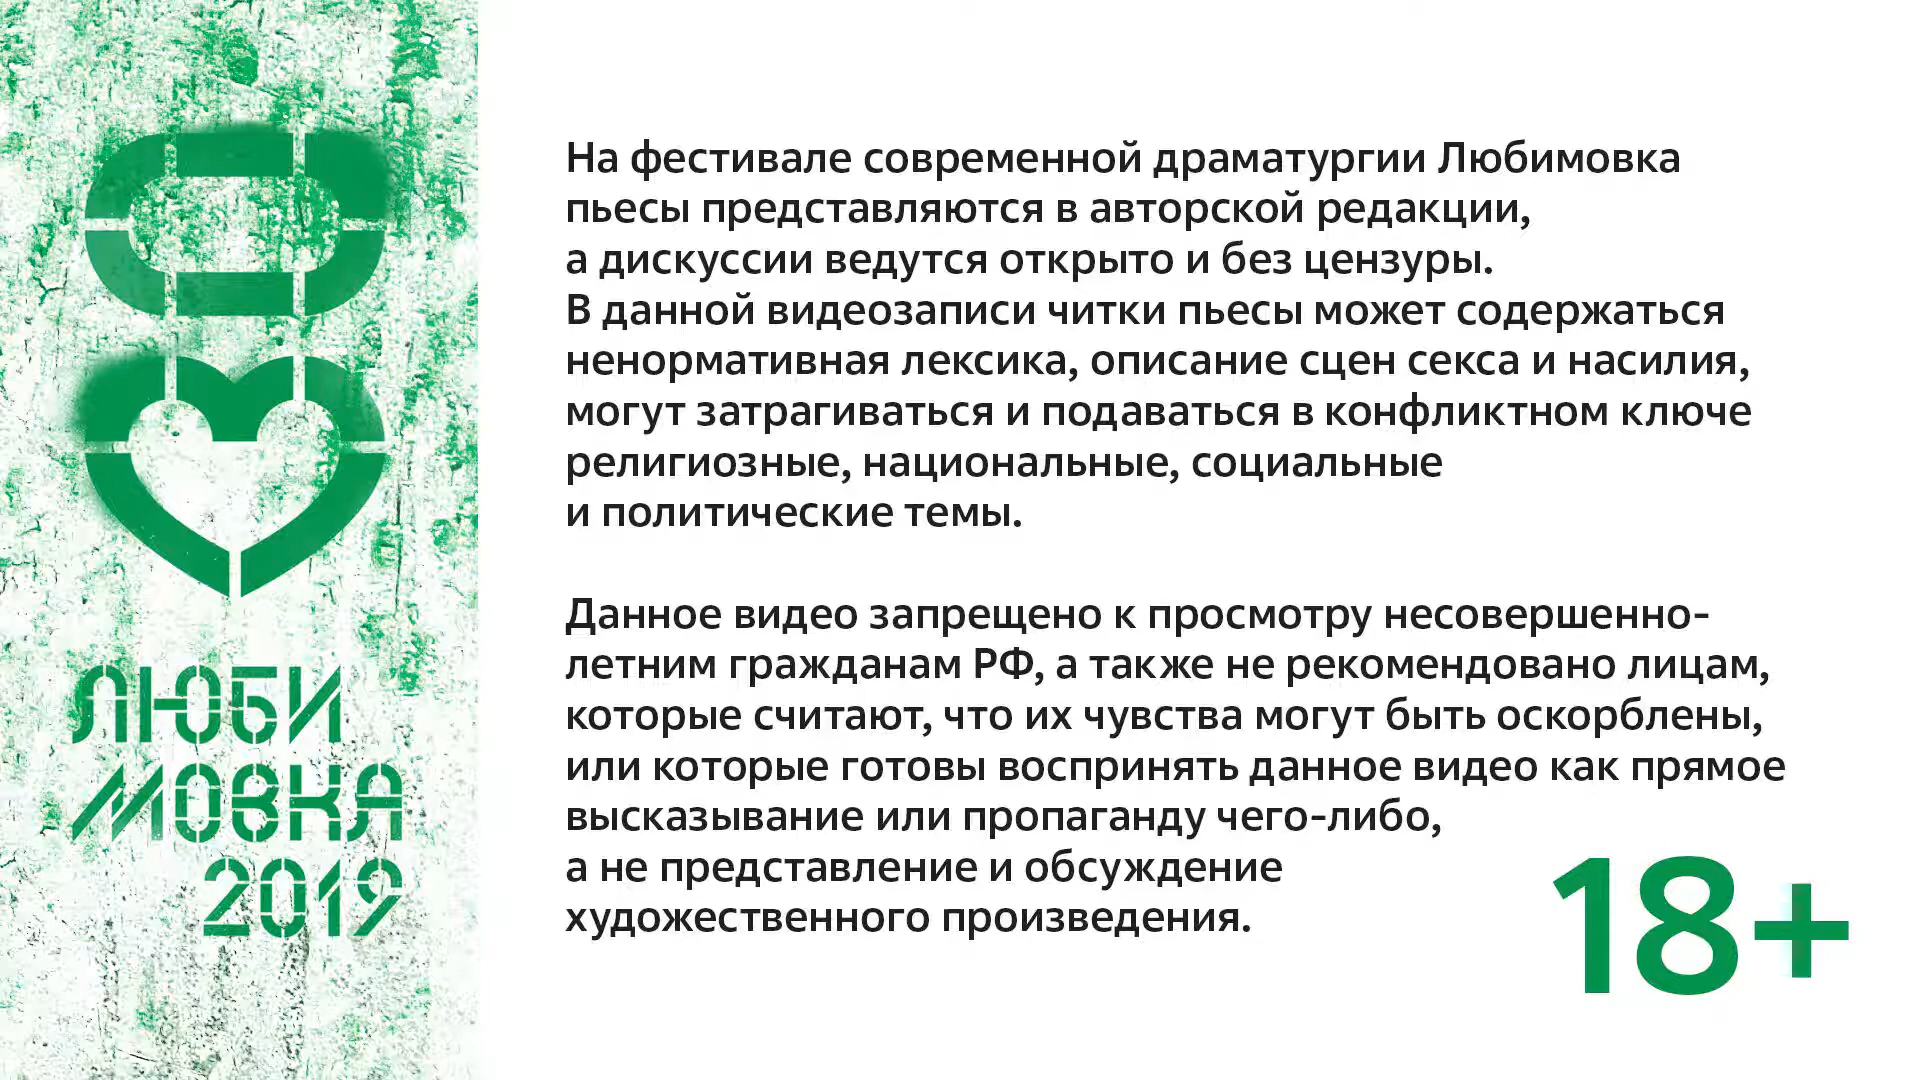 ЛЮБИ
МОВКА
2019
На фестивале современной драматургии Любимовка
пьесы представляются в авторской редакции,
а дискуссии ведутся открыто и без цензуры.
В данной видеозаписи читки пьесы может содержаться
ненормативная лексика, описание сцен секса и насилия,
могут затрагиваться и подаваться в конфликтном ключе
религиозные, национальные, социальные
и политические темы.
Данное видео запрещено к просмотру несовершенно-
летним гражданам РФ, а также не рекомендовано лицам,
которые считают, что их чувства могут быть оскорблены,
или которые готовы воспринять данное видео как прямое
высказывание или пропаганду чего-либо,
а не представление и обсуждение
художественного произведения.
18+